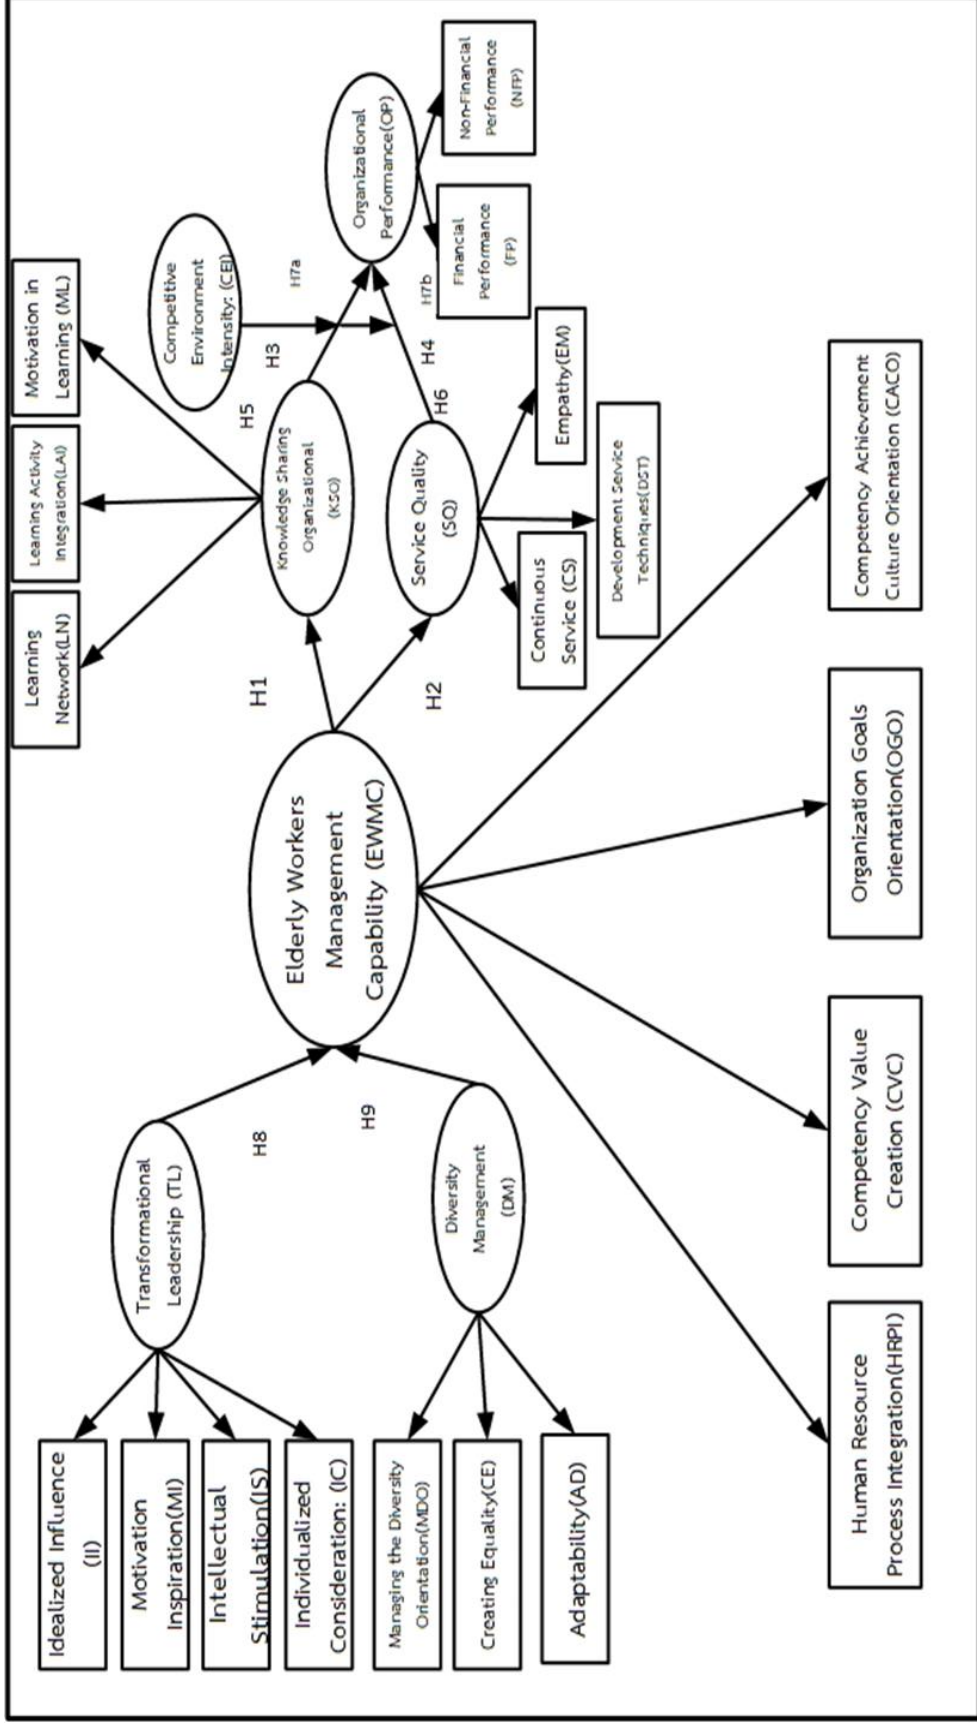 Idealized Influence
(II)
Motivation
Inspiration(MI)
Intellectual
Stimulation(IS)
Individualized
Consideration: (IC)
Managing the Diversity
Orientation(MDO)
Creating Equality(CE)
Adaptability(AD)
Transformational
Leadership (TL)
Diversity
Management
(DM)
H8
H9
Elderly Workers
Management
Capability (EWMC)
Human Resource
Process Integration(HRPI)
Competency Value
Creation (CVC)
Organization Goals
Orientation(OGO)
Competency Achievement
Culture Orientation (CACO)
H1
H2
Learning
Network(LN)
Learning Activity
Integration(LAI)
Motivation in
Learning (ML)
Knowledge Sharing
Organizational
(KSO)
Service Quality
(SQ)
Continuous
Service (CS)
Development Service
Techniques(DST)
Empathy(EM)
H5
H3
H6
H4
H7a
H7b
Competitive
Environment
Intensity: (CEI)
Organizational
Performance(OP)
Financial
Performance
(FP)
Non-Financial
Performance
(NFP)